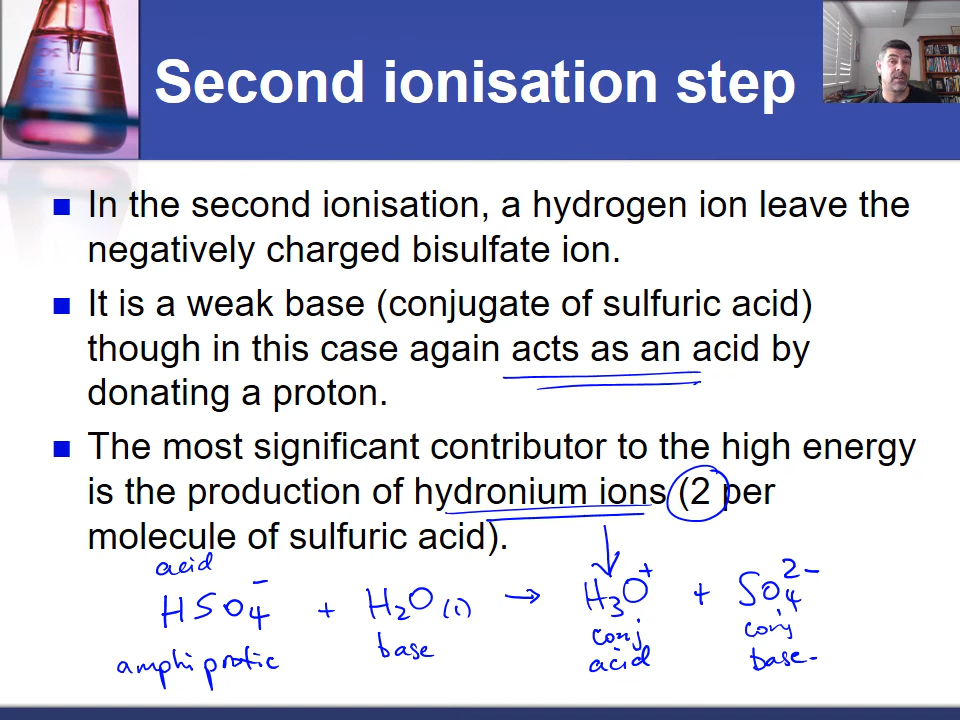 Second ionisation step
■ In the second ionisation, a hydrogen ion leave the
negatively charged bisulfate ion.
■ It is a weak base (conjugate of sulfuric acid)
though in this case again acts as an acid by
donating a proton.
■ The most significant contributor to the high energy
is the production of hydronium ions (2 per
molecule of sulfuric acid).
acid
HSO₄⁻ + H₂O(l) → H₃O⁺ + SO₄²⁻
amphiprotic base conj acid conj base.